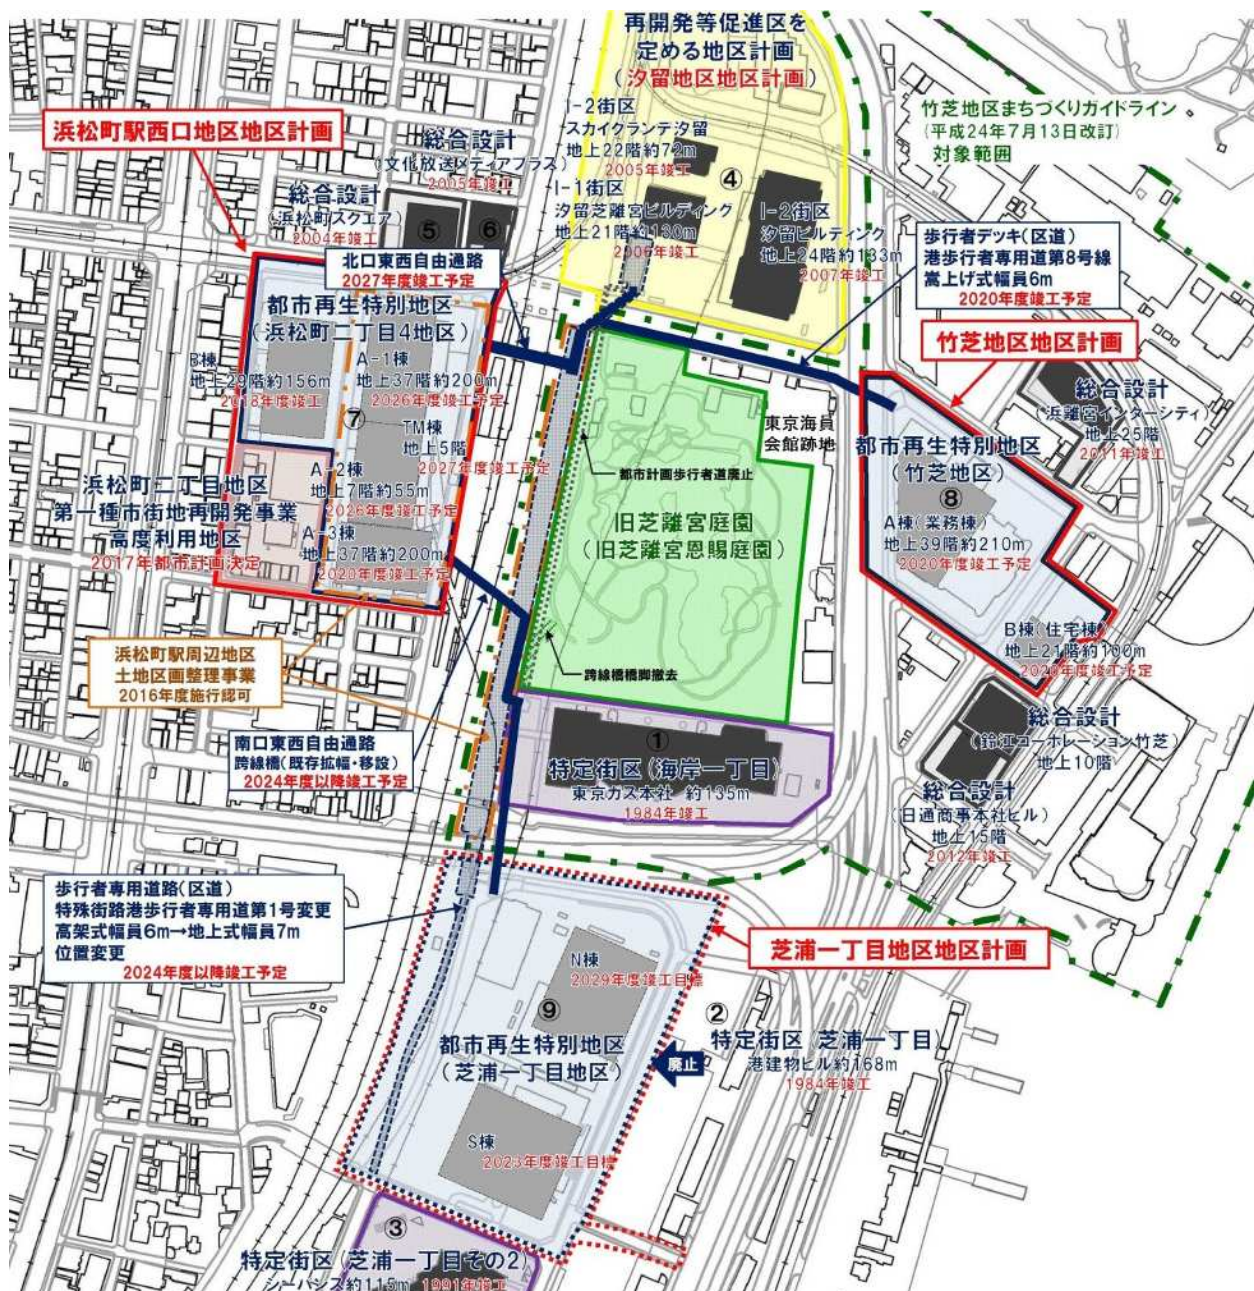 再開発等促進区を
定める地区計画
(汐留地区地区計画)
浜松町駅西口地区地区計画
総合設計
(文化放送メディアプラス)
2005年竣工
I-2街区
スカイグランデ汐留
地上22階約72m
2005年竣工
竹芝地区まちづくりガイドライン
(平成24年7月13日改訂)
対象範囲
総合設計
(浜松町スクエア)
2004年竣工
⑤
⑥
④
I-1街区
汐留芝離宮ビルディング
地上21階約130m
2006年竣工
I-2街区
汐留ビルディング
地上24階約133m
2007年竣工
歩行者デッキ(区道)
港歩行者専用道第8号線
嵩上げ式幅員6m
2020年度竣工予定
北口東西自由通路
2027年度竣工予定
都市再生特別地区
(浜松町二丁目4地区)
B棟
地上29階約156m
2018年度竣工
A-1棟
地上37階約200m
2026年度竣工予定
⑦
TM棟
地上5階
2027年度竣工予定
A-2棟
地上7階約55m
2026年度竣工予定
A-3棟
地上37階約200m
2020年度竣工予定
浜松町二丁目地区
第一種市街地再開発事業
高度利用地区
2017年都市計画決定
竹芝地区地区計画
総合設計
(浜離宮インターシティ)
地上25階
2011年竣工
東京海員
会館跡地
都市計画歩行者道廃止
旧芝離宮庭園
(旧芝離宮恩賜庭園)
都市再生特別地区
(竹芝地区)
⑧
A棟(業務棟)
地上39階約210m
2020年度竣工予定
B棟(住宅棟)
地上21階約100m
2020年度竣工予定
浜松町駅周辺地区
土地区画整理事業
2016年度施行認可
跨線橋橋脚撤去
南口東西自由通路
跨線橋(既存拡幅・移設)
2024年度以降竣工予定
①
特定街区(海岸一丁目)
東京ガス本社 約135m
1984年竣工
総合設計
(鈴江コーポレーション竹芝)
地上10階
総合設計
(日通商事本社ビル)
地上15階
2012年竣工
歩行者専用道路(区道)
特殊街路港歩行者専用道第1号変更
高架式幅員6m→地上式幅員7m
位置変更
2024年度以降竣工予定
芝浦一丁目地区地区計画
N棟
2029年度竣工目標
⑨
都市再生特別地区
(芝浦一丁目地区)
②
特定街区(芝浦一丁目)
港建物ビル約168m
1984年竣工
廃止
S棟
2023年度竣工目標
③
特定街区(芝浦一丁目その2)
シーバンス約115m 1991年竣工